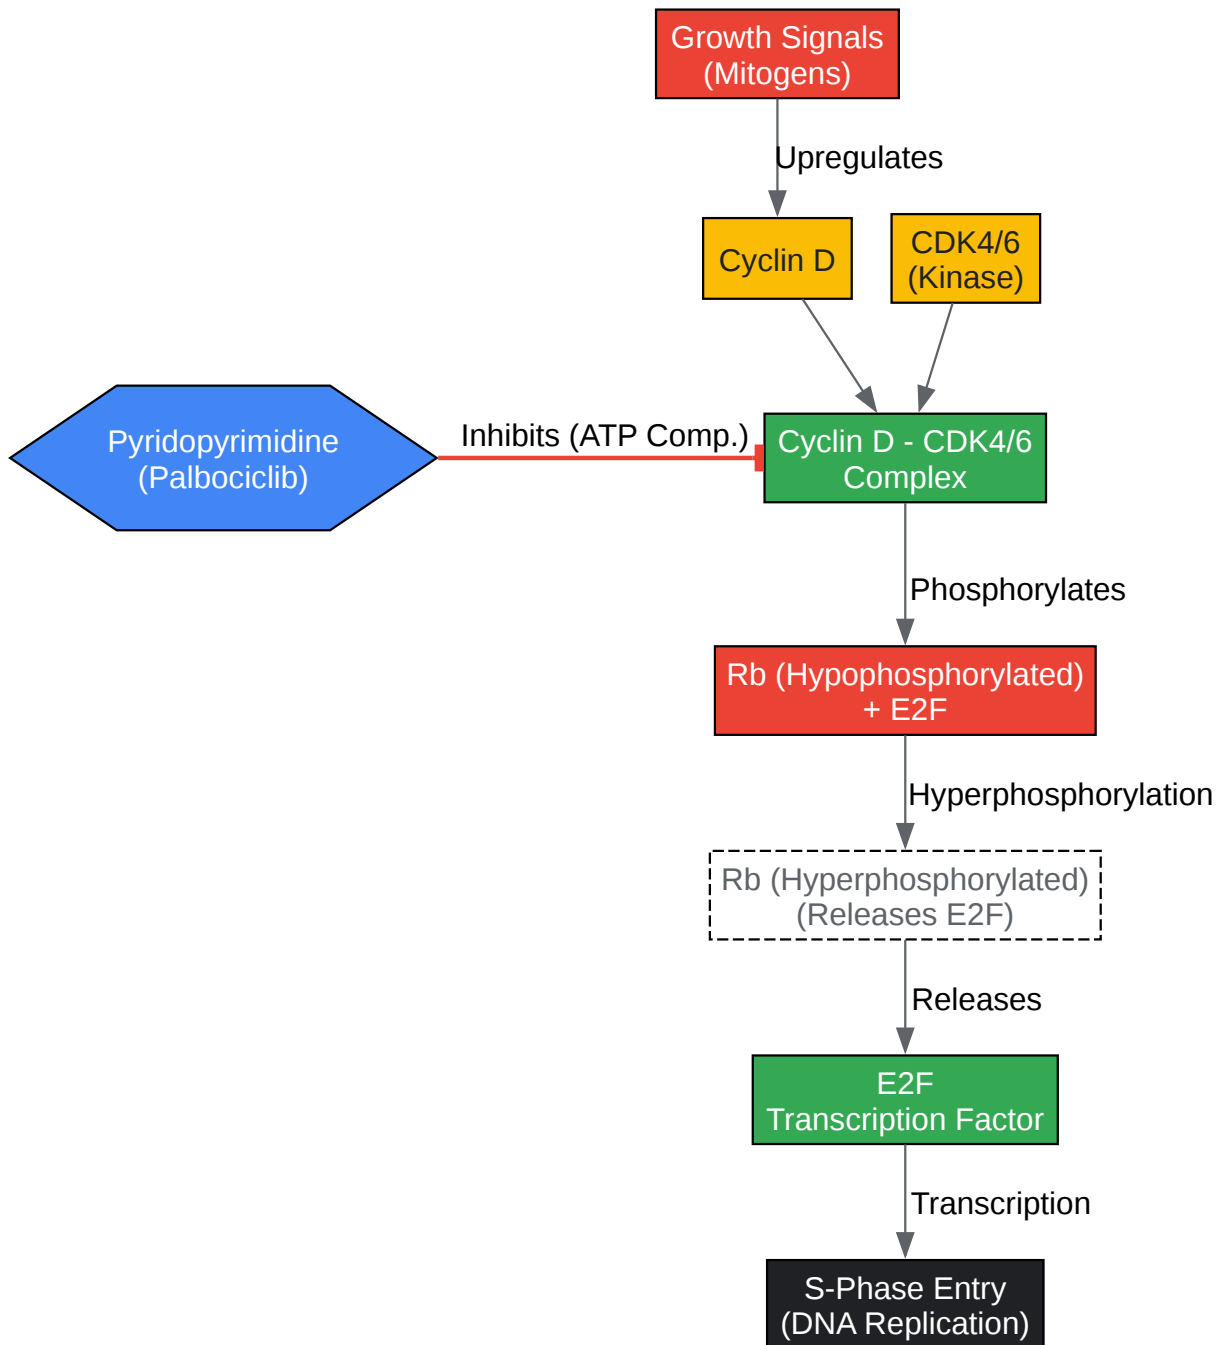 Growth Signals
(Mitogens)
Upregulates
Cyclin D
CDK4/6
(Kinase)
Pyridopyrimidine
(Palbociclib)
Inhibits (ATP Comp.)
Cyclin D - CDK4/6
Complex
Phosphorylates
Rb (Hypophosphorylated)
+ E2F
Hyperphosphorylation
Rb (Hyperphosphorylated)
(Releases E2F)
Releases
E2F
Transcription Factor
Transcription
S-Phase Entry
(DNA Replication)